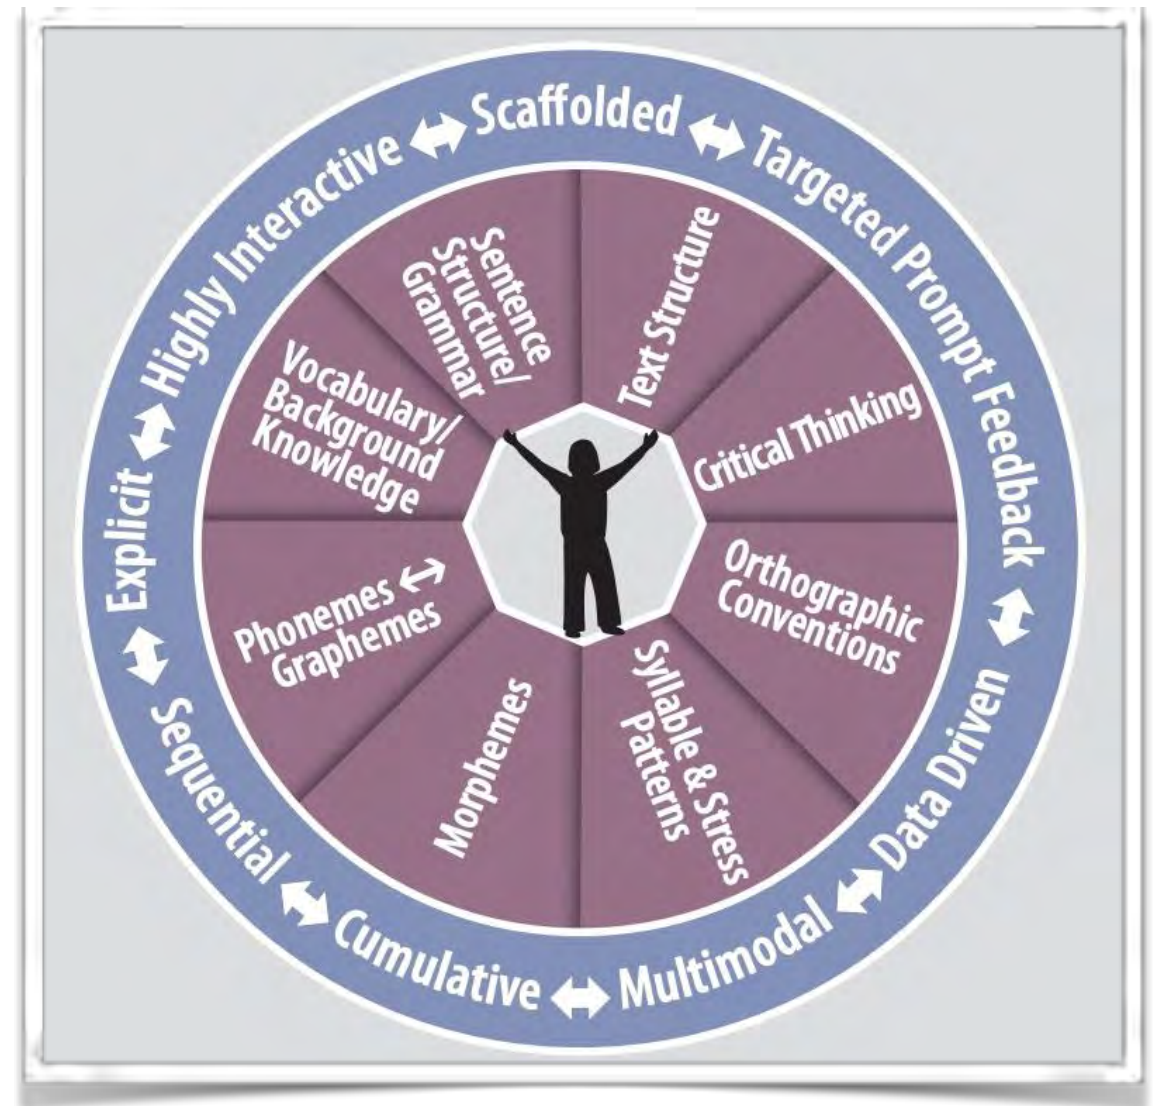 Scaffolded
Targeted Prompt Feedback
Data Driven
Multimodal
Cumulative
Sequential
Explicit
Highly Interactive
Text Structure
Critical Thinking
Orthographic
Conventions
Syllable & Stress
Patterns
Morphemes
Phonemes ↔
Graphemes
Vocabulary/
Background
Knowledge
Sentence
Structure/
Grammar